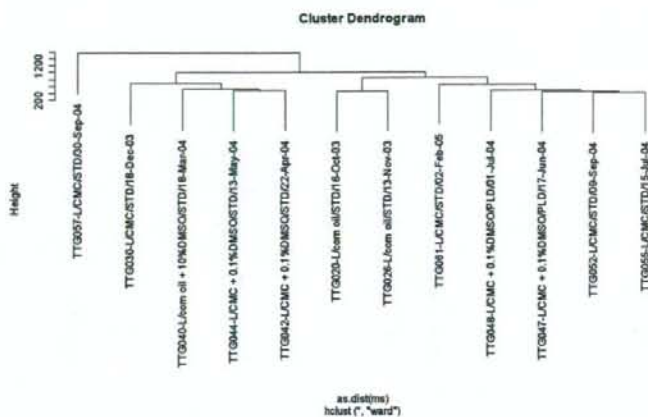 Cluster Dendrogram
Height
200
1200
TTG057-L/CMC/STD/30-Sep-04
TTG030-L/CMC/STD/18-Dec-03
TTG040-L/corn oil + 10%DMSO/STD/18-Mar-04
TTG044-L/CMC + 0.1%DMSO/STD/13-May-04
TTG042-L/CMC + 0.1%DMSO/STD/22-Apr-04
TTG020-L/corn oil/STD/16-Oct-03
TTG026-L/corn oil/STD/13-Nov-03
TTG061-L/CMC/STD/02-Feb-05
TTG048-L/CMC + 0.1%DMSO/PLD/01-Jul-04
TTG047-L/CMC + 0.1%DMSO/PLD/17-Jun-04
TTG052-L/CMC/STD/09-Sep-04
TTG055-L/CMC/STD/15-Jul-04
as.dist(ms)
hclust (*, "ward")